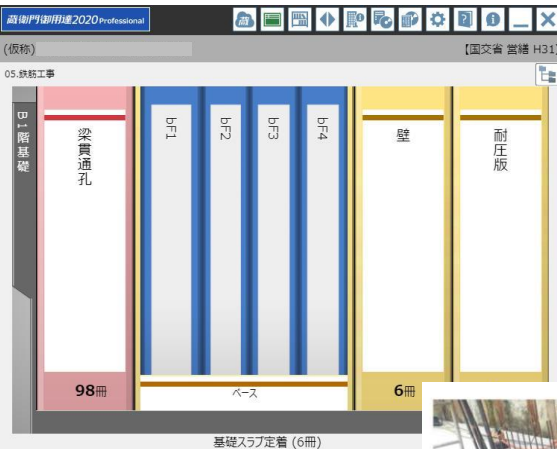 蔵衛門御用達2020 Professional
(仮称)
【国交省 営繕 H31】
05.鉄筋工事
B1階基礎
梁貫通孔
bF1
bF2
bF3
bF4
壁
耐圧版
98冊
ベース
6冊
基礎スラブ定着 (6冊)